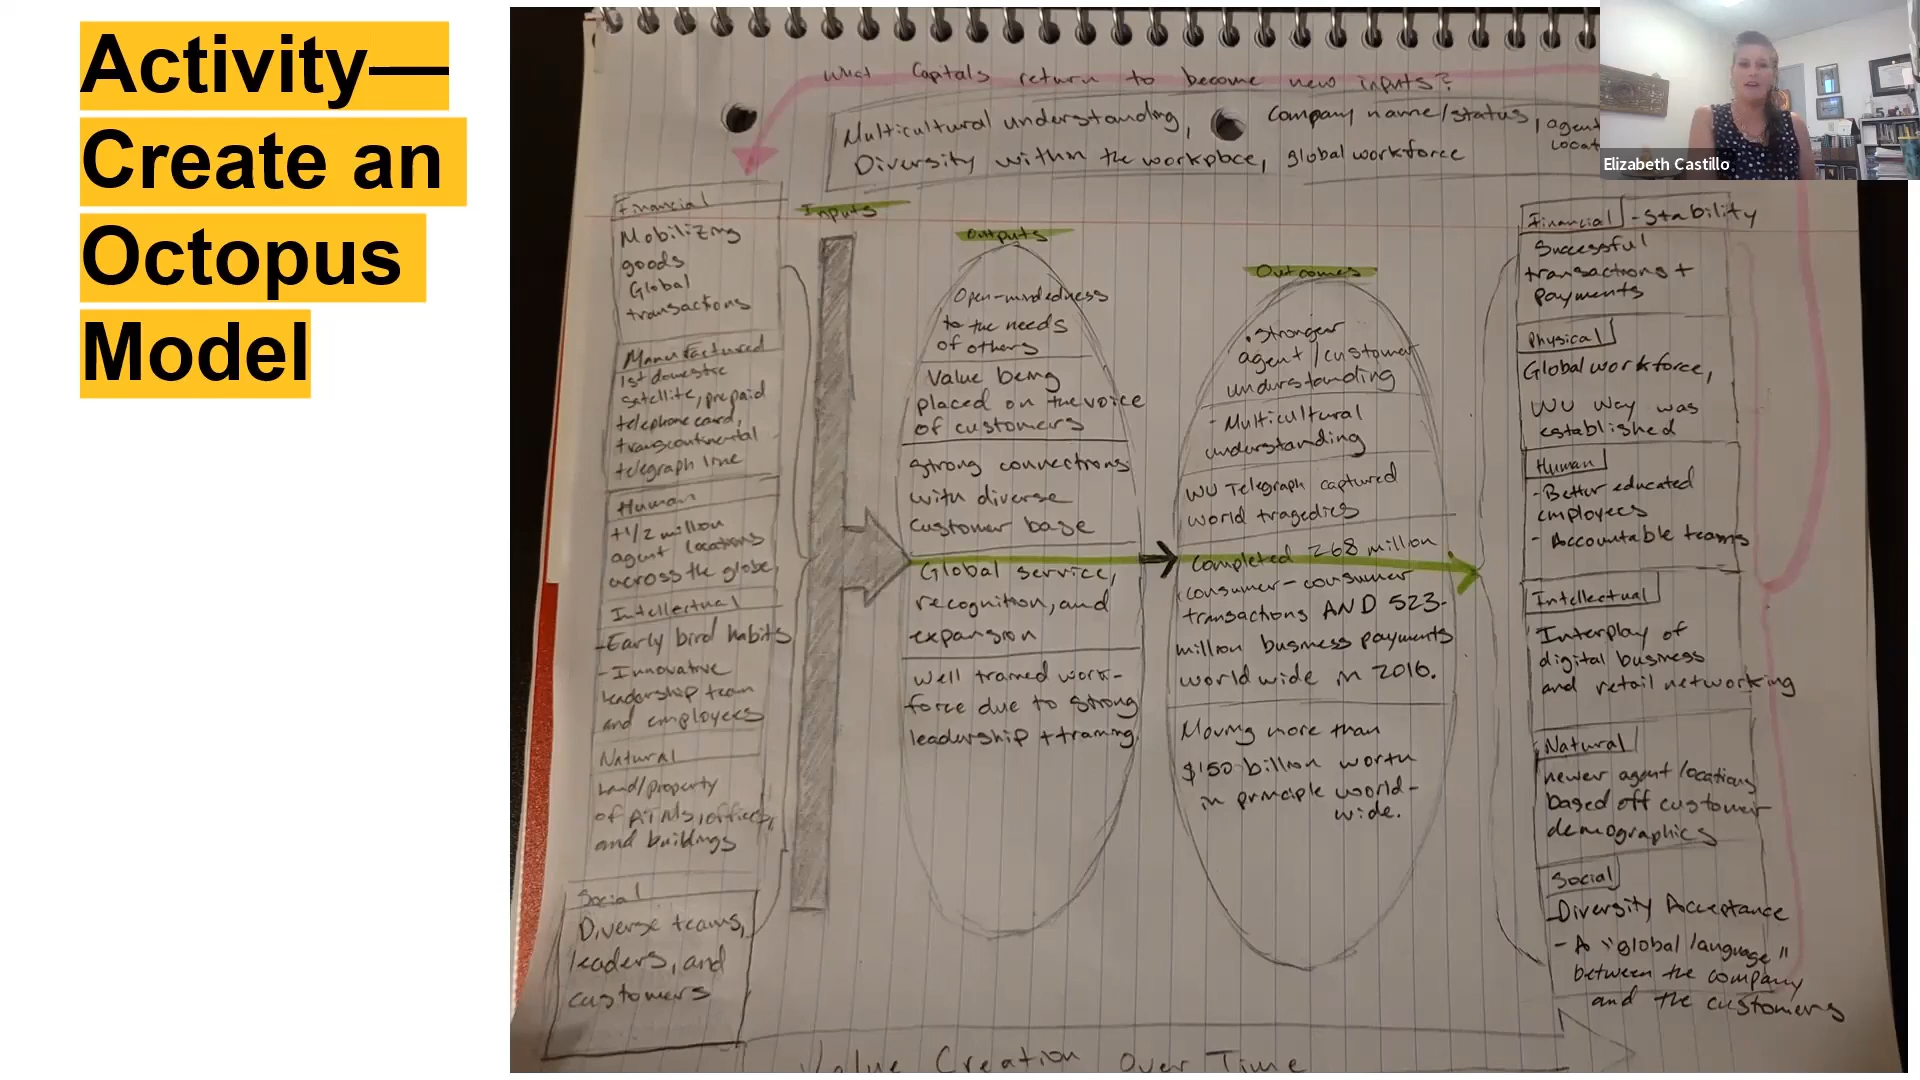 Activity—
Create an
Octopus
Model
Elizabeth Castillo
What Capitals return to become new inputs?
Multicultural understanding, Company name/status, agent
Diversity within the workplace, global workforce
Inputs
Financial
Mobilizing
goods
Global
transactions
Manufactured
1st domestic
satellite, prepaid
telephone card,
transcontinental
telegraph line
Human
+1/2 million
agent locations
across the globe,
Intellectual
-Early bird habits
-Innovative
leadership team
and employees
Natural
Land/property
of ATMs, offices,
and buildings
Social
Diverse teams,
leaders, and
customers
Outputs
Open-mindedness
to the needs
of others
Value being
placed on the voice
of customers
Strong connections
with diverse
customer base
Global service,
recognition, and
expansion
Well trained work-
force due to strong
leadership + training.
Outcomes
. Stronger
agent/customer
understanding
- Multicultural
understanding
WU Telegraph captured
world tragedies
Completed 268 million
consumer-consumer
transactions AND 523-
million business payments
world wide in 2016.
Moving more than
$150 billion worth
in principle world-
wide.
Financial - Stability
Successful
transactions +
payments
Physical
Global workforce,
WU Way was
established
Human
- Better educated
employees
- Accountable teams
Intellectual
Interplay of
digital business
and retail networking
Natural
newer agent locations
based off customer
demographics
Social
-Diversity Acceptance
- A "global language"
between the company
and the customers
Value Creation Over Time